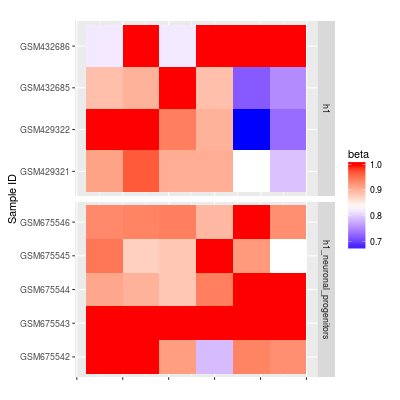 Sample ID
GSM432686
GSM432685
GSM429322
GSM429321
h1
GSM675546
GSM675545
GSM675544
GSM675543
GSM675542
h1_neuronal_progenitors
beta
1.0
0.9
0.8
0.7